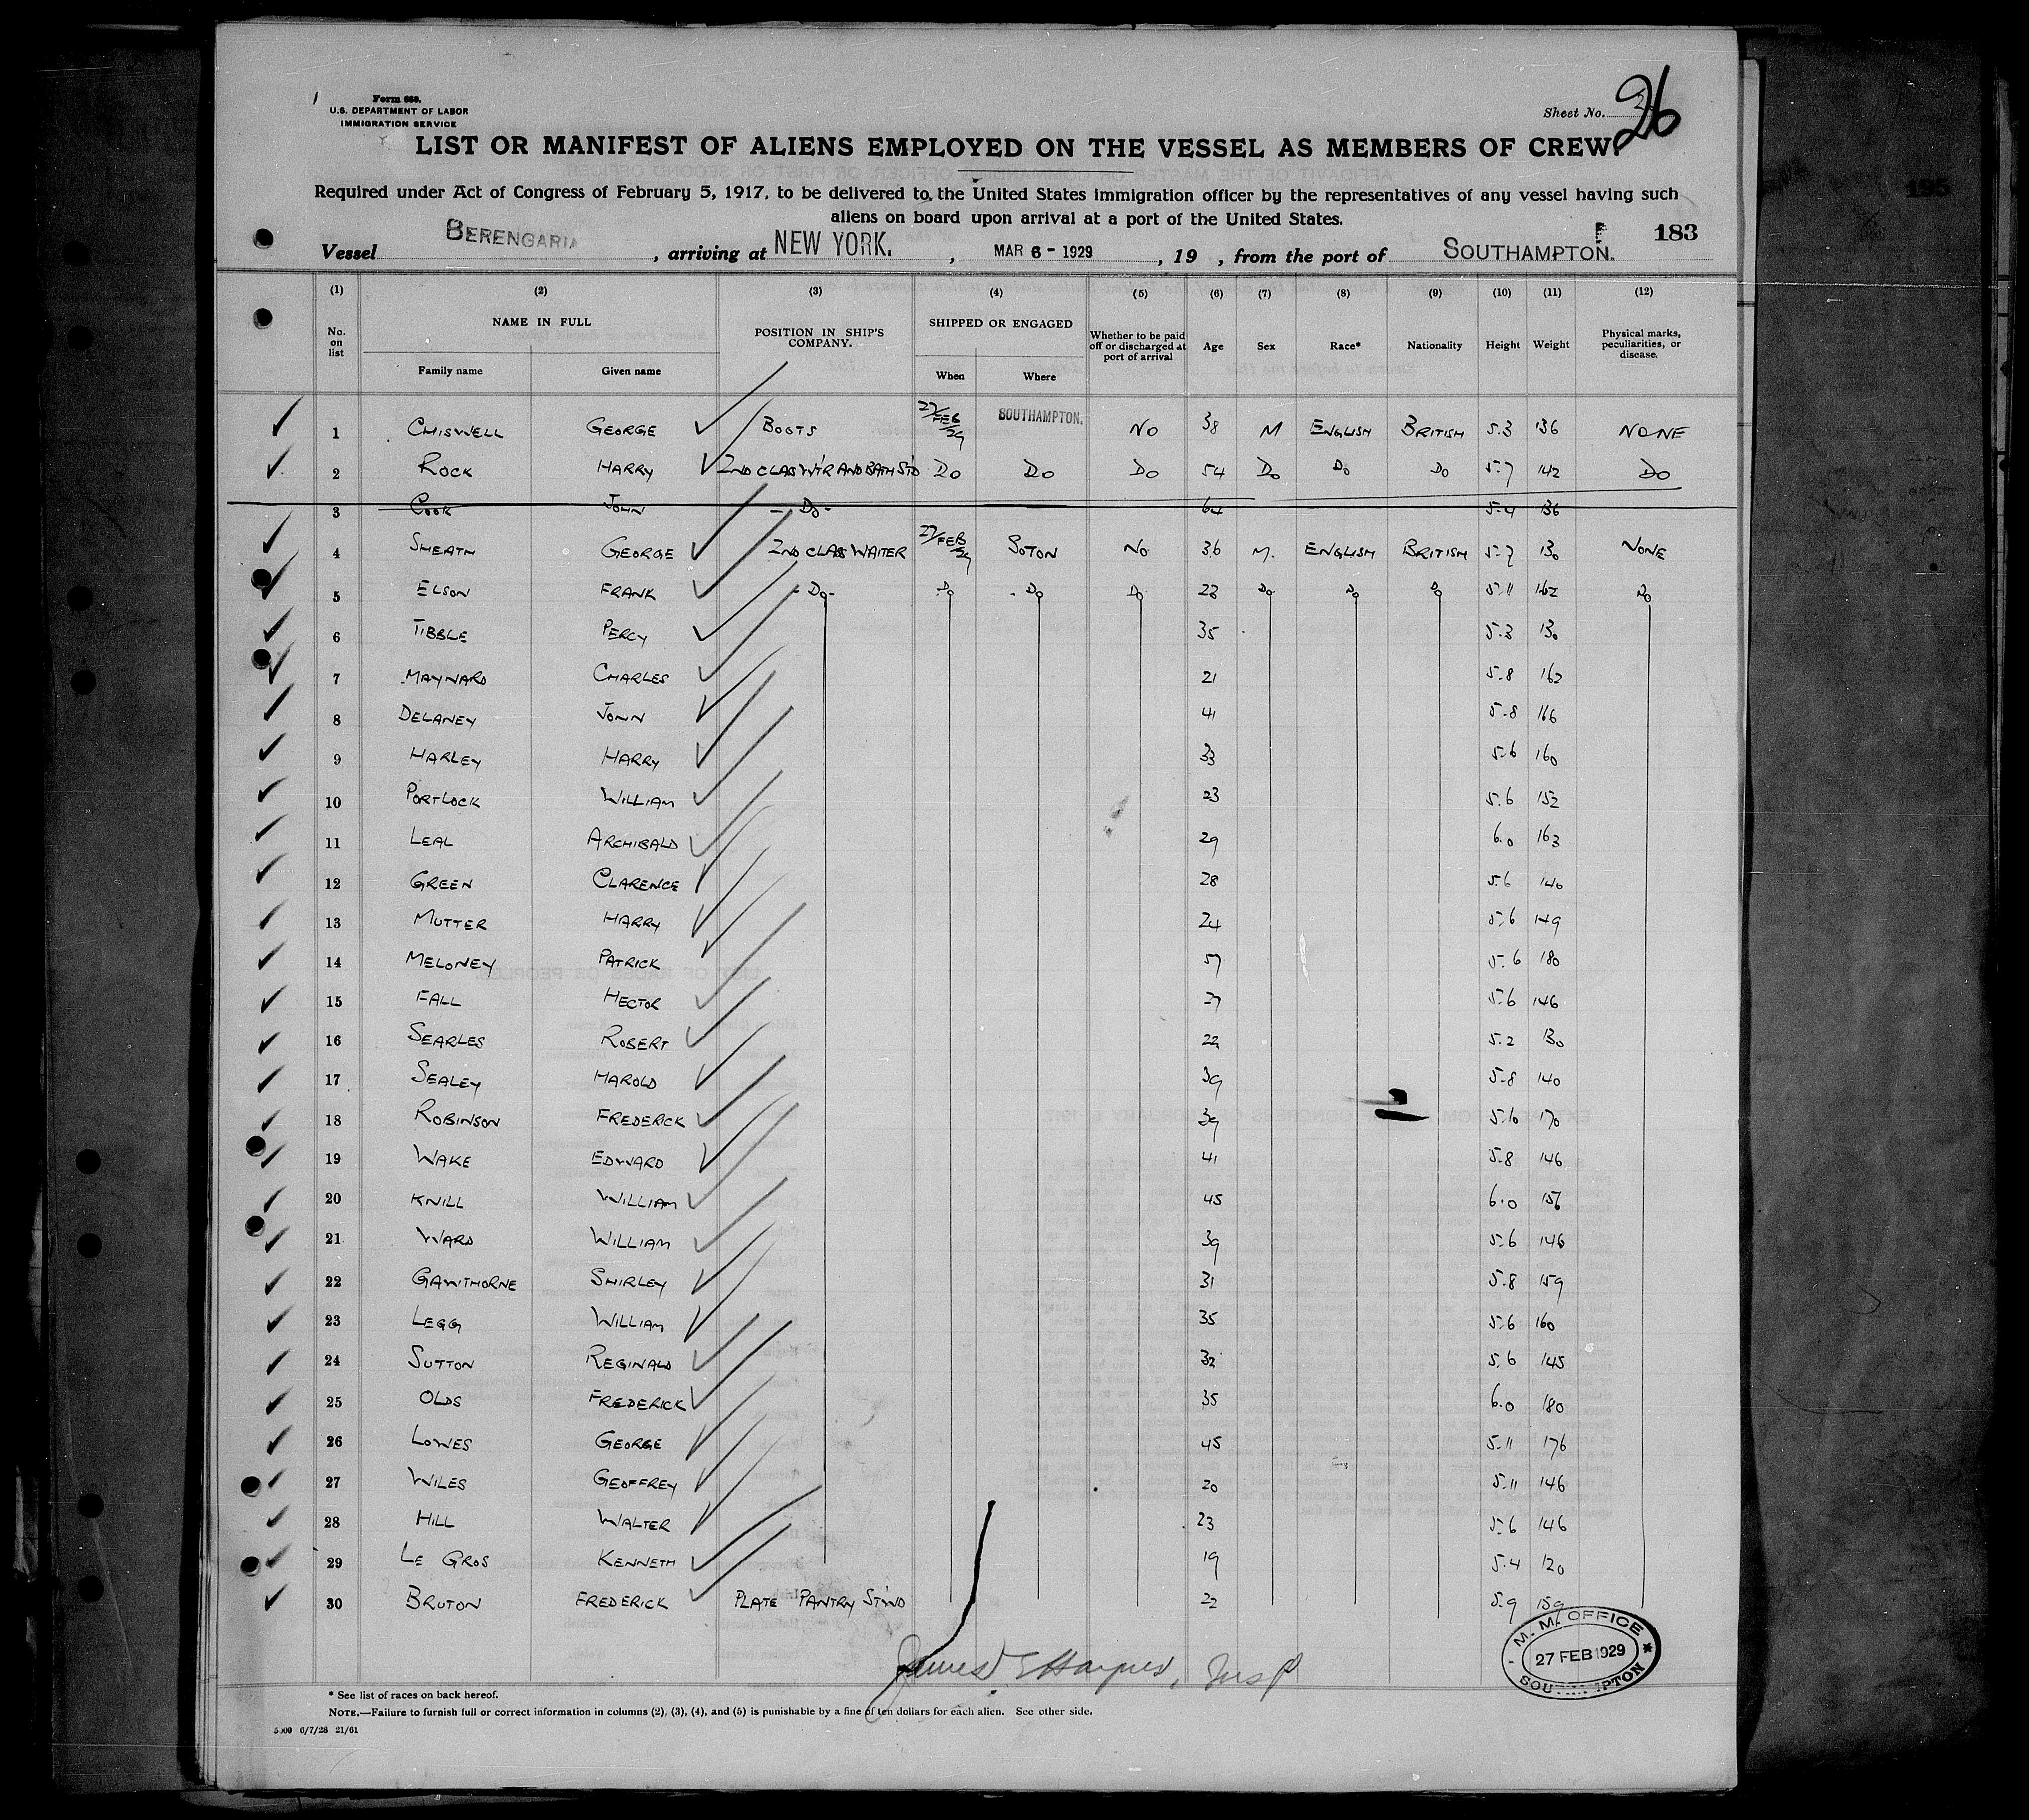 Form 689.
U.S. DEPARTMENT OF LABOR
IMMIGRATION SERVICE
Sheet No. 26
LIST OR MANIFEST OF ALIENS EMPLOYED ON THE VESSEL AS MEMBERS OF CREW.
Required under Act of Congress of February 5, 1917, to be delivered to the United States immigration officer by the representatives of any vessel having such
aliens on board upon arrival at a port of the United States.
183
Vessel BERENGARIA, arriving at NEW YORK., MAR 6 - 1929, 19 , from the port of SOUTHAMPTON.
(1) (2) (3) (4) (5) (6) (7) (8) (9) (10) (11) (12)
No. on list NAME IN FULL POSITION IN SHIP'S COMPANY. SHIPPED OR ENGAGED Whether to be paid off or discharged at port of arrival Age Sex Race* Nationality Height Weight Physical marks, peculiarities, or disease.
Family name Given name When Where
1 CHISWELL GEORGE BOOTS 27/FEB/29 SOUTHAMPTON. NO 38 M ENGLISH BRITISH 5.3 136 NONE
2 ROCK HARRY 2ND CLAS WTR AND BATH STD DO DO DO 54 DO DO DO 5.7 142 DO
3 COOK JOHN - DO - 64 5-4 136
4 SHEATH GEORGE 2ND CLASS WAITER 27/FEB/29 SOTON NO 36 M. ENGLISH BRITISH 5-7 130 NONE
5 ELSON FRANK - DO - DO DO DO 23 DO DO DO 5.11 162 DO
6 TIBBLE PERCY 35 5.3 130
7 MAYNARD CHARLES 21 5.8 162
8 DELANEY JOHN 41 5.8 166
9 HARLEY HARRY 33 5.6 160
10 PORTLOCK WILLIAM 23 5.6 152
11 LEAL ARCHIBALD 29 6.0 163
12 GREEN CLARENCE 28 5.6 140
13 MUTTER HARRY 24 5.6 149
14 MELONEY PATRICK 57 5.6 180
15 FALL HECTOR 27 5.6 146
16 SEARLES ROBERT 22 5.2 130
17 SEALEY HAROLD 39 5.8 140
18 ROBINSON FREDERICK 39 5.10 170
19 WAKE EDWARD 41 5.8 146
20 KNILL WILLIAM 45 6.0 156
21 WARD WILLIAM 39 5.6 146
22 GAWTHORNE SHIRLEY 31 5.8 159
23 LEGG WILLIAM 35 5.6 160
24 SUTTON REGINALD 32 5.6 145
25 OLDS FREDERICK 35 6.0 180
26 LOWES GEORGE 45 5.11 176
27 WILES GEOFFREY 20 5.11 146
28 HILL WALTER 23 5.6 146
29 LE GROS KENNETH 19 5.4 120
30 BRUTON FREDERICK PLATE PANTRY STWD 22 5.9 159
M. M. OFFICE
27 FEB 1929
SOUTHAMPTON
James Insp
* See list of races on back hereof.
NOTE.—Failure to furnish full or correct information in columns (2), (3), (4), and (5) is punishable by a fine of ten dollars for each alien. See other side.
5000 6/7/28 21/61
195